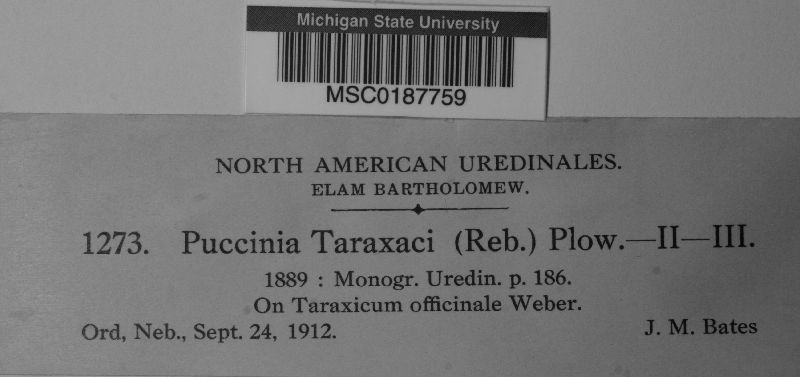 Michigan State University
MSC0187759
NORTH AMERICAN UREDINALES.
ELAM BARTHOLOMEW.
1273. Puccinia Taraxaci (Reb.) Plow.—II—III.
1889 : Monogr. Uredin. p. 186.
On Taraxicum officinale Weber.
Ord, Neb., Sept. 24, 1912. J. M. Bates